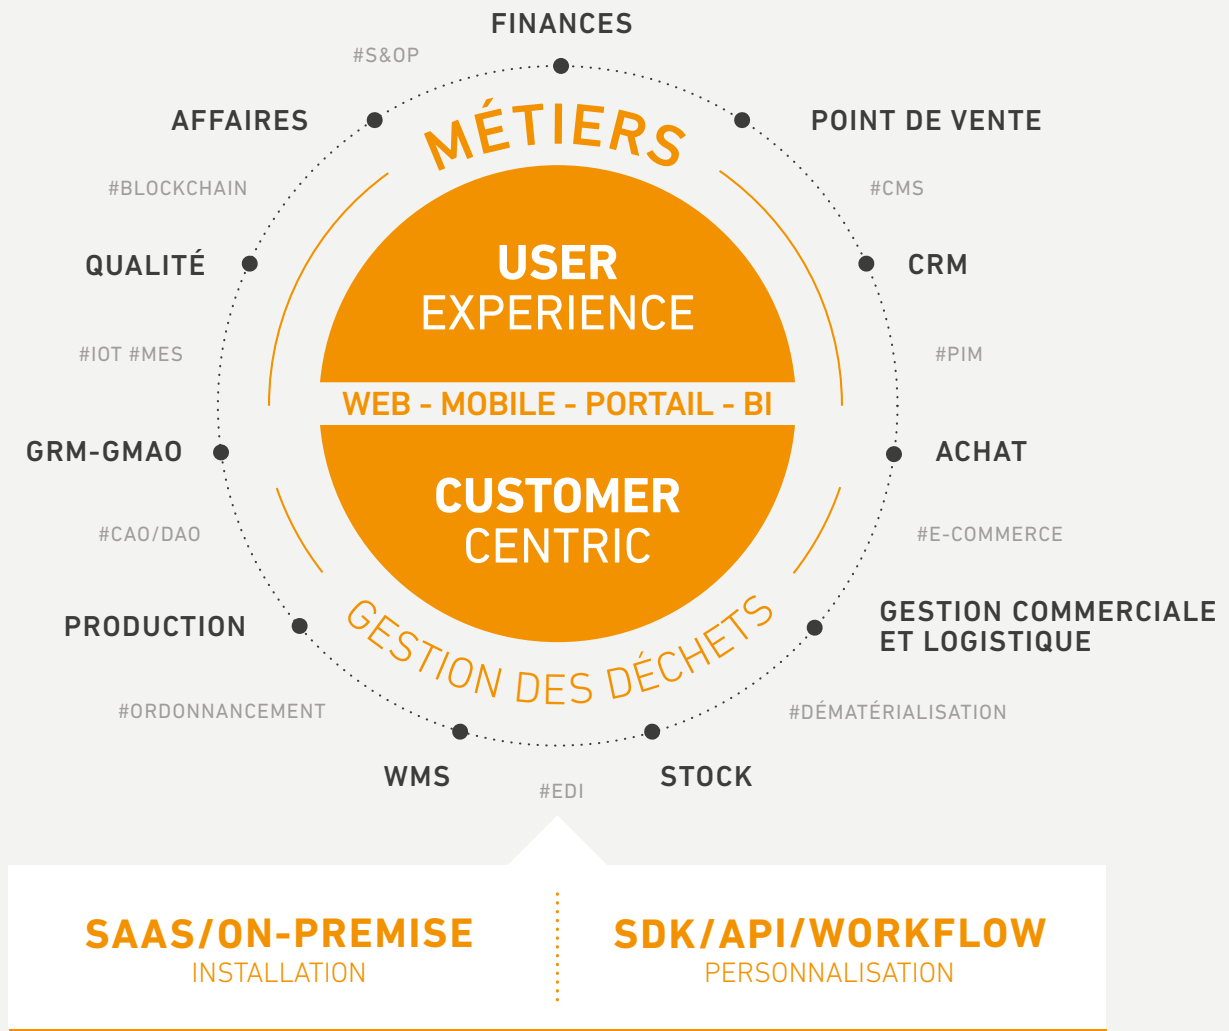 FINANCES
#S&OP
AFFAIRES
POINT DE VENTE
MÉTIERS
#BLOCKCHAIN
#CMS
USER
EXPERIENCE
QUALITÉ
CRM
#IOT #MES
#PIM
WEB - MOBILE - PORTAIL - BI
GRM-GMAO
ACHAT
CUSTOMER
CENTRIC
#CAO/DAO
#E-COMMERCE
PRODUCTION
GESTION COMMERCIALE
ET LOGISTIQUE
GESTION DES DÉCHETS
#ORDONNANCEMENT
#DÉMATÉRIALISATION
WMS
STOCK
#EDI
SAAS/ON-PREMISE
INSTALLATION
SDK/API/WORKFLOW
PERSONNALISATION